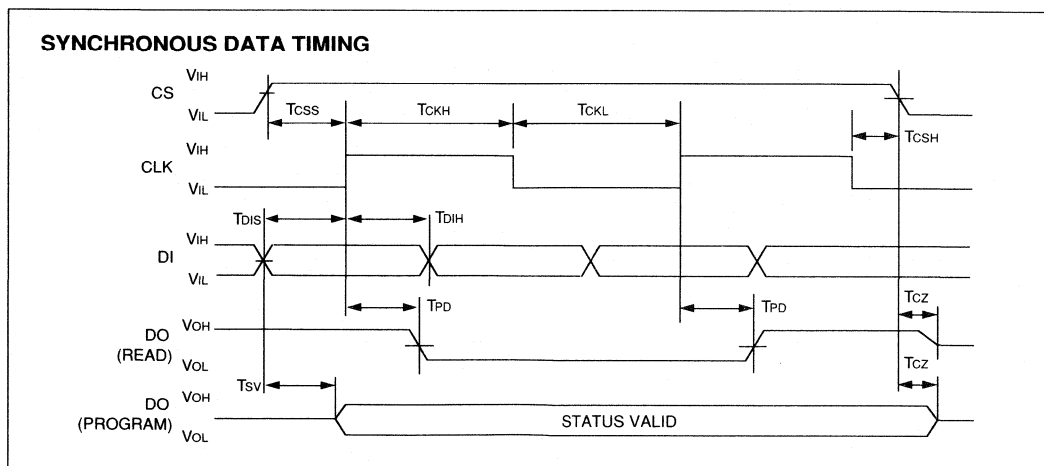 SYNCHRONOUS DATA TIMING
CS
VIH
VIL
TCSS
TCKH
TCKL
TCSH
CLK
VIH
VIL
TDIS
TDIH
DI
VIH
VIL
TPD
TPD
TCZ
DO
(READ)
VOH
VOL
TCZ
TSV
DO
(PROGRAM)
VOH
VOL
STATUS VALID